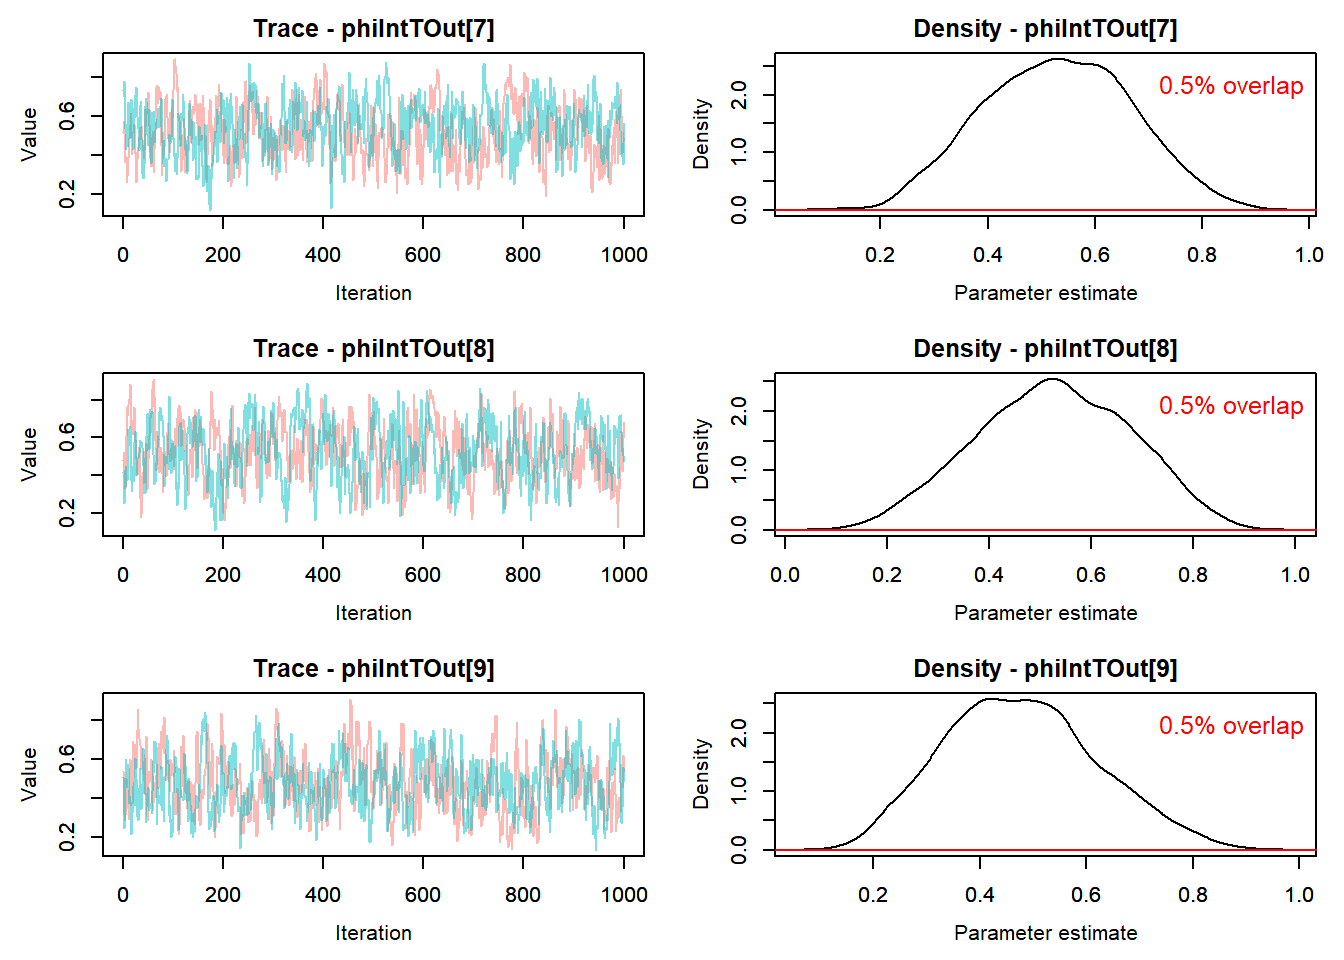 Trace - phiIntTOut[7]
Value
0.2 0.6
0 200 400 600 800 1000
Iteration
Density - phiIntTOut[7]
0.5% overlap
Density
0.0 1.0 2.0
0.2 0.4 0.6 0.8 1.0
Parameter estimate
Trace - phiIntTOut[8]
Value
0.2 0.6
0 200 400 600 800 1000
Iteration
Density - phiIntTOut[8]
0.5% overlap
Density
0.0 1.0 2.0
0.0 0.2 0.4 0.6 0.8 1.0
Parameter estimate
Trace - phiIntTOut[9]
Value
0.2 0.6
0 200 400 600 800 1000
Iteration
Density - phiIntTOut[9]
0.5% overlap
Density
0.0 1.0 2.0
0.2 0.4 0.6 0.8 1.0
Parameter estimate